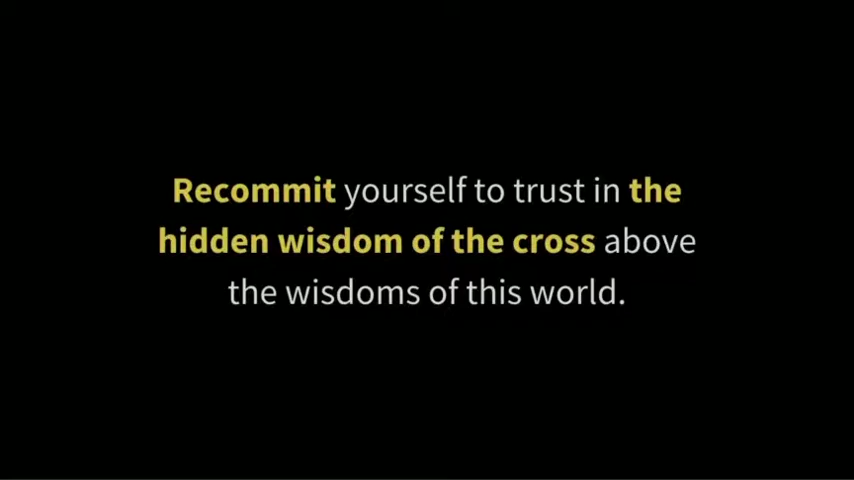 Recommit yourself to trust in the
hidden wisdom of the cross above
the wisdoms of this world.